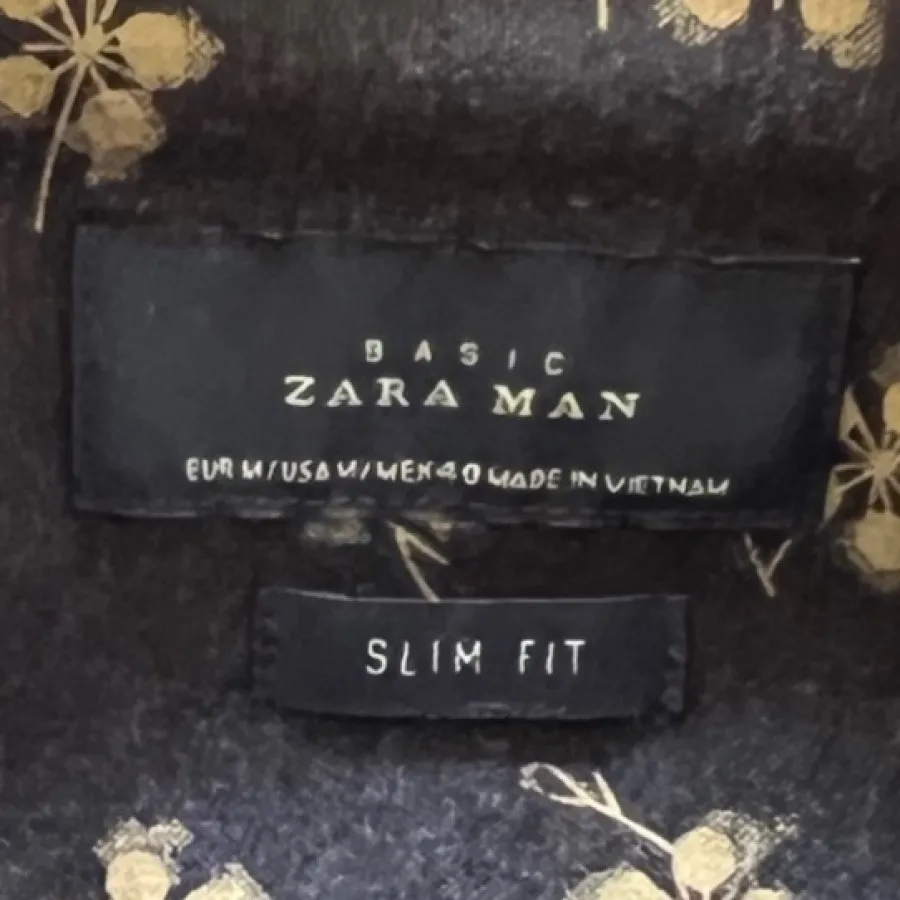 BASIC
ZARA MAN
EUR M/USA M/MEX 40 MADE IN VIETNAM
SLIM FIT